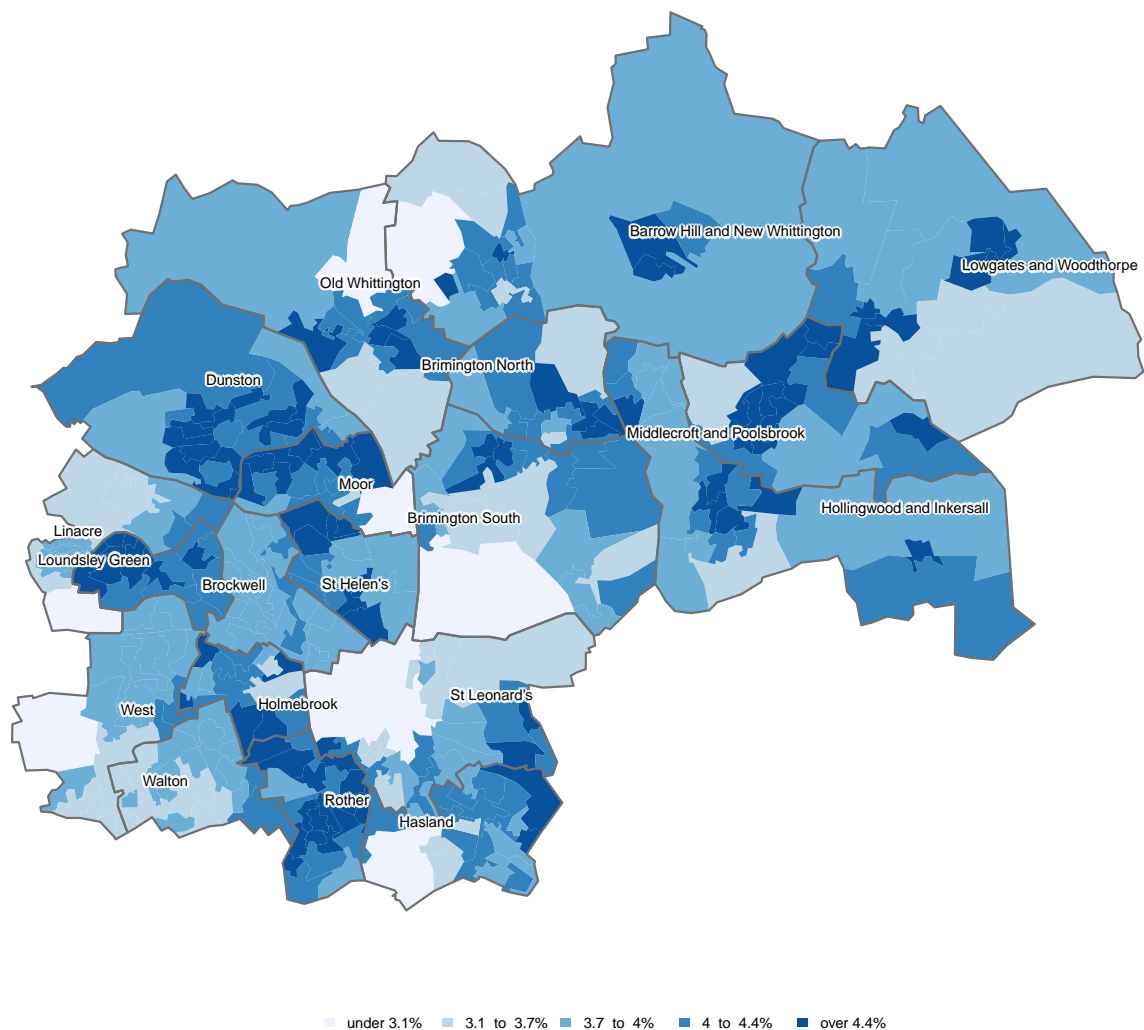 Barrow Hill and New Whittington
Lowgates and Woodthorpe
Old Whittington
Brimington North
Dunston
Middlecroft and Poolsbrook
Moor
Hollingwood and Inkersall
Brimington South
Linacre
Loundsley Green
Brockwell
St Helen's
St Leonard's
Holmebrook
West
Walton
Rother
Hasland
under 3.1% 3.1 to 3.7% 3.7 to 4% 4 to 4.4% over 4.4%